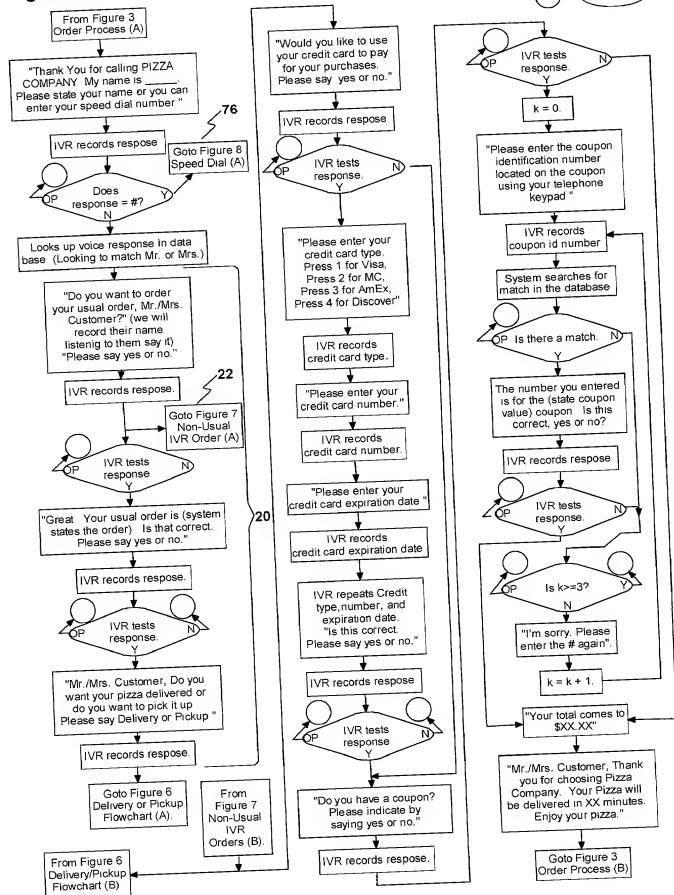 From Figure 3
Order Process (A)
"Thank You for calling PIZZA
COMPANY My name is _____.
Please state your name or you can
enter your speed dial number "
76
IVR records respose
Goto Figure 8
Speed Dial (A)
Does
response = #?
OP
Y
N
Looks up voice response in data
base (Looking to match Mr. or Mrs.)
"Do you want to order
your usual order, Mr./Mrs.
Customer?" (we will
record their name
listenig to them say it)
"Please say yes or no."
IVR records respose.
22
Goto Figure 7
Non-Usual
IVR Order (A)
IVR tests
response
OP
N
Y
"Great Your usual order is (system
states the order) Is that correct.
Please say yes or no."
20
IVR records respose.
IVR tests
response.
OP
N
Y
"Mr./Mrs. Customer, Do you
want your pizza delivered or
do you want to pick it up
Please say Delivery or Pickup "
IVR records respose.
Goto Figure 6
Delivery or Pickup
Flowchart (A).
From
Figure 7
Non-Usual
IVR
Orders (B).
From Figure 6
Delivery/Pickup
Flowchart (B)
"Would you like to use
your credit card to pay
for your purchases.
Please say yes or no."
IVR records respose
IVR tests
response.
OP
N
Y
"Please enter your
credit card type.
Press 1 for Visa,
Press 2 for MC,
Press 3 for AmEx,
Press 4 for Discover"
IVR records
credit card type.
"Please enter your
credit card number."
IVR records
credit card number.
"Please enter your
credit card expiration date "
IVR records
credit card expiration date
IVR repeats Credit
type,number, and
expiration date.
"Is this correct.
Please say yes or no."
IVR records respose
IVR tests
response
OP
N
Y
"Do you have a coupon?
Please indicate by
saying yes or no."
IVR records respose.
IVR tests
response.
OP
N
Y
k = 0.
"Please enter the coupon
identification number
located on the coupon
using your telephone
keypad "
IVR records
coupon id number
System searches for
match in the database
Is there a match.
OP
N
Y
The number you entered
is for the (state coupon
value) coupon Is this
correct, yes or no?
IVR records respose
IVR tests
response.
OP
N
Y
Is k>=3?
OP
Y
N
"I'm sorry. Please
enter the # again".
k = k + 1.
"Your total comes to
$XX.XX"
"Mr./Mrs. Customer, Thank
you for choosing Pizza
Company. Your Pizza will
be delivered in XX minutes.
Enjoy your pizza."
Goto Figure 3
Order Process (B)